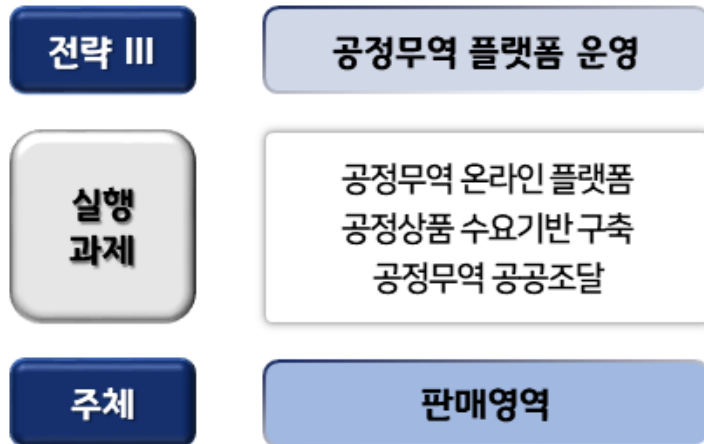 전략 III
공정무역 플랫폼 운영
실행
과제
공정무역 온라인 플랫폼
공정상품 수요기반 구축
공정무역 공공조달
주체
판매영역